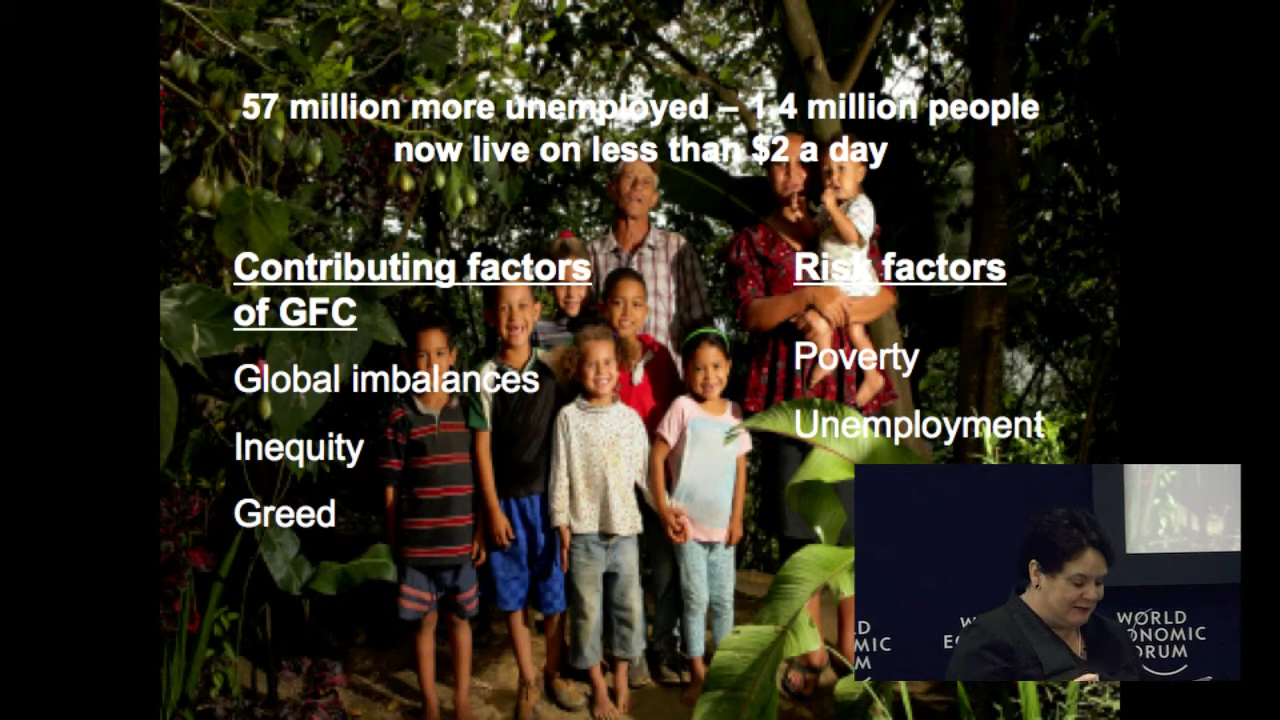 57 million more unemployed – 1.4 million people
now live on less than $2 a day
Contributing factors
of GFC
Global imbalances
Inequity
Greed
Risk factors
Poverty
Unemployment
WORLD
ECONOMIC
FORUM